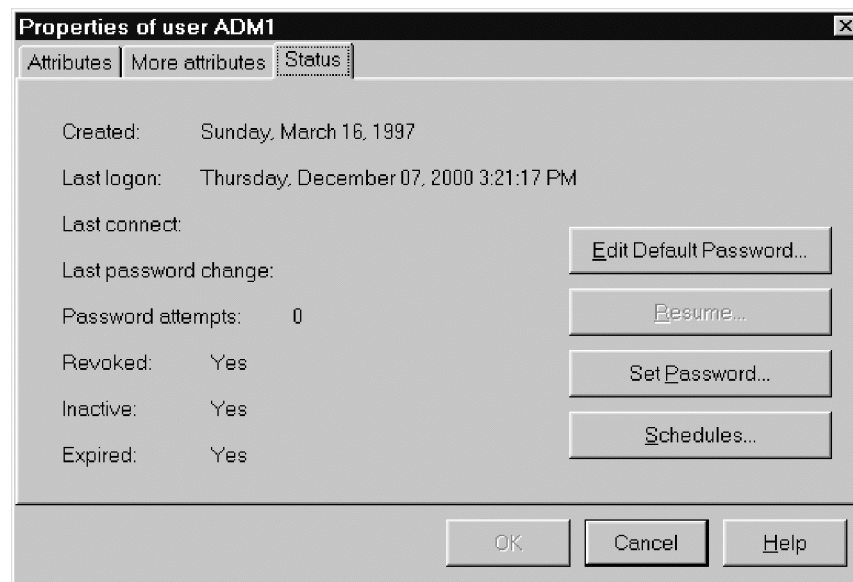 Properties of user ADM1
Attributes More attributes Status
Created: Sunday, March 16, 1997
Last logon: Thursday, December 07, 2000 3:21:17 PM
Last connect:
Edit Default Password...
Last password change:
Password attempts: 0
Resume...
Revoked: Yes
Set Password...
Inactive: Yes
Schedules...
Expired: Yes
OK Cancel Help